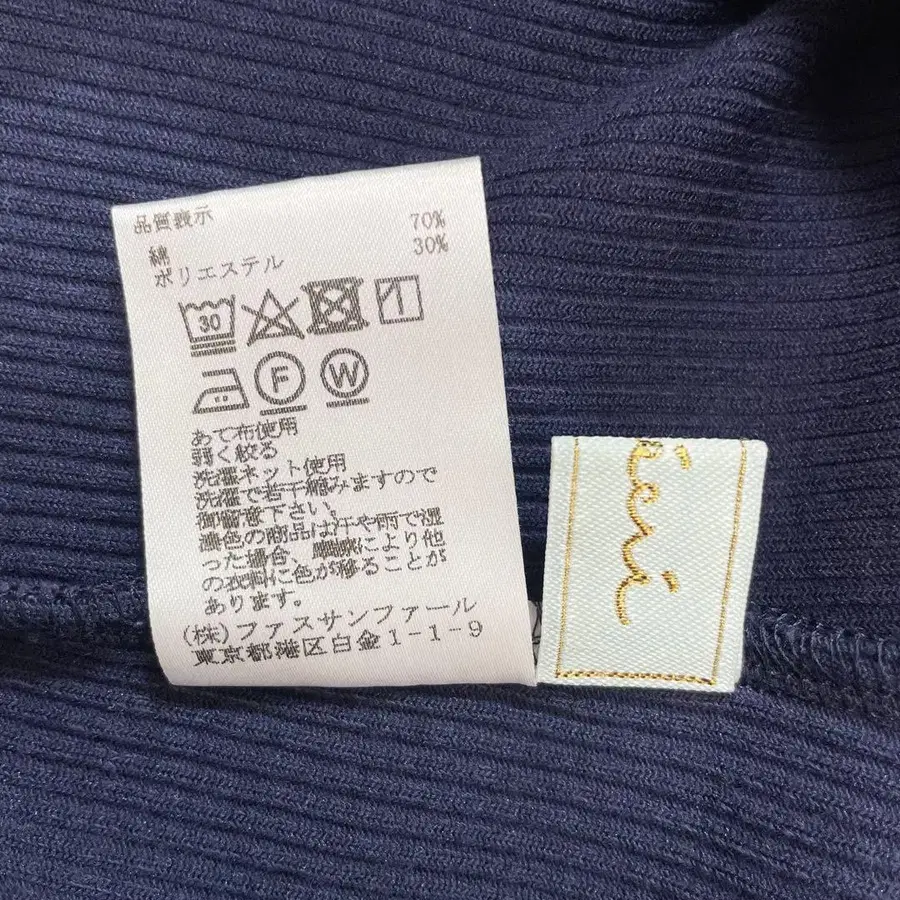 品質表示
綿 70%
ポリエステル 30%
30
F W
あて布使用
弱く絞る
洗濯ネット使用
洗濯で若干縮みますので
御留意下さい。
濃色の商品は汗や雨で湿
った場合、摩擦により他
の衣料に色が移ることが
あります。
(株)ファスサンファール
東京都港区白金1-1-9